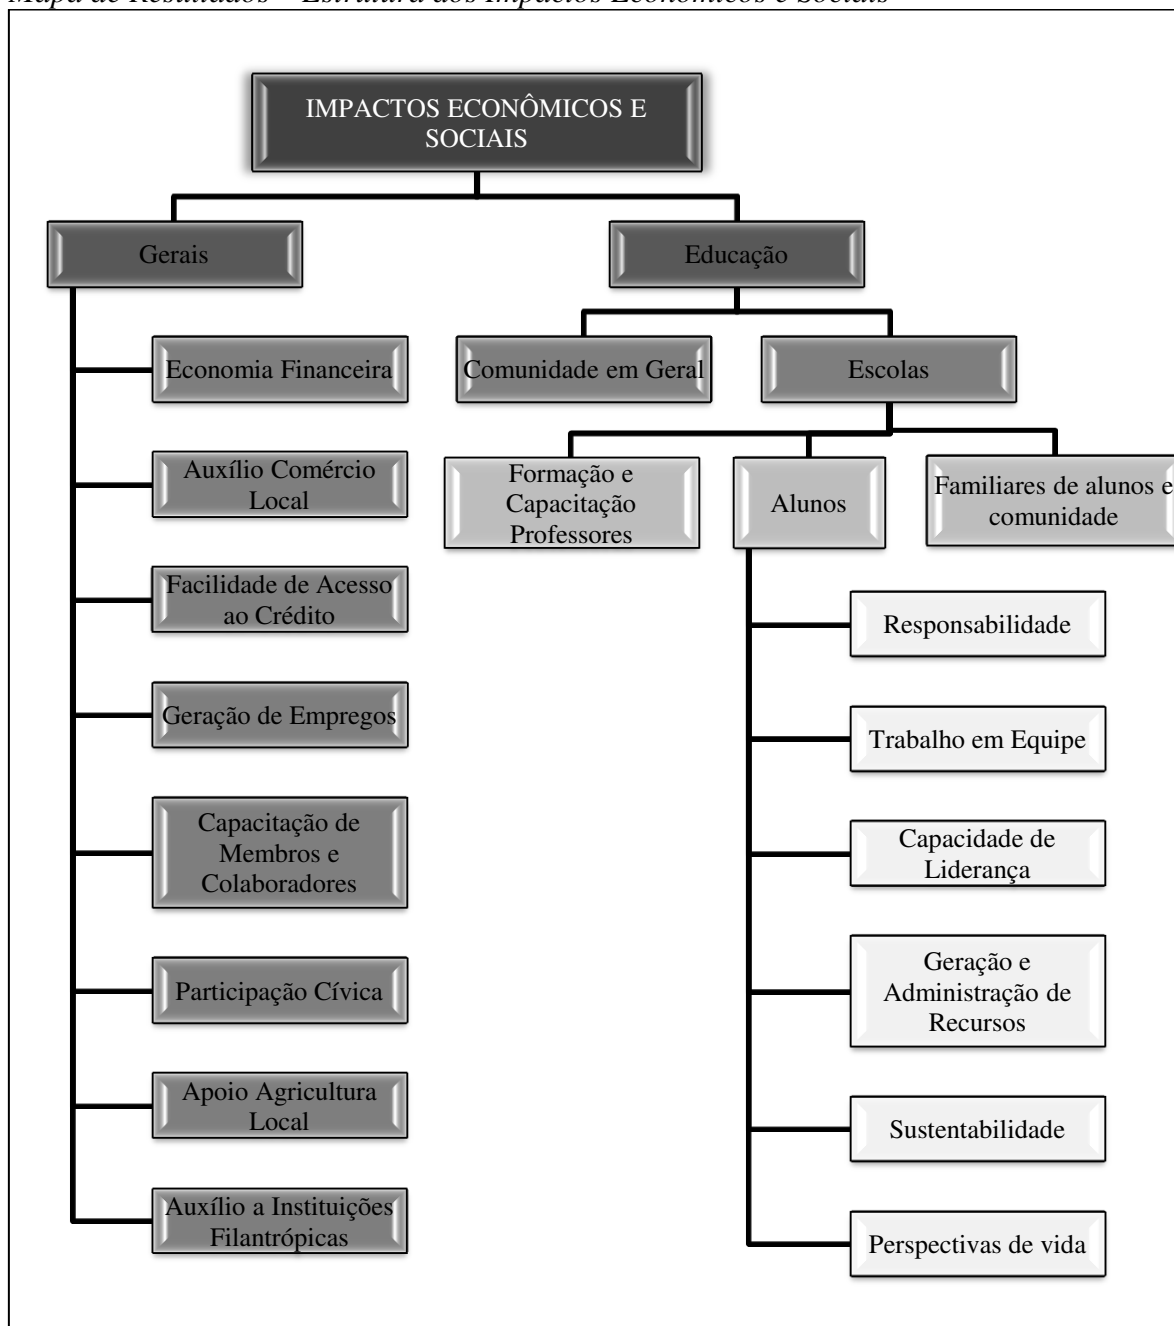 Mapa de Resultados – Estrutura dos Impactos Econômicos e Sociais
IMPACTOS ECONÔMICOS E
SOCIAIS
Gerais
Educação
Economia Financeira
Comunidade em Geral
Escolas
Auxílio Comércio
Local
Formação e
Capacitação
Professores
Alunos
Familiares de alunos e
comunidade
Facilidade de Acesso
ao Crédito
Geração de Empregos
Capacitação de
Membros e
Colaboradores
Participação Cívica
Apoio Agricultura
Local
Auxílio a Instituições
Filantrópicas
Responsabilidade
Trabalho em Equipe
Capacidade de
Liderança
Geração e
Administração de
Recursos
Sustentabilidade
Perspectivas de vida